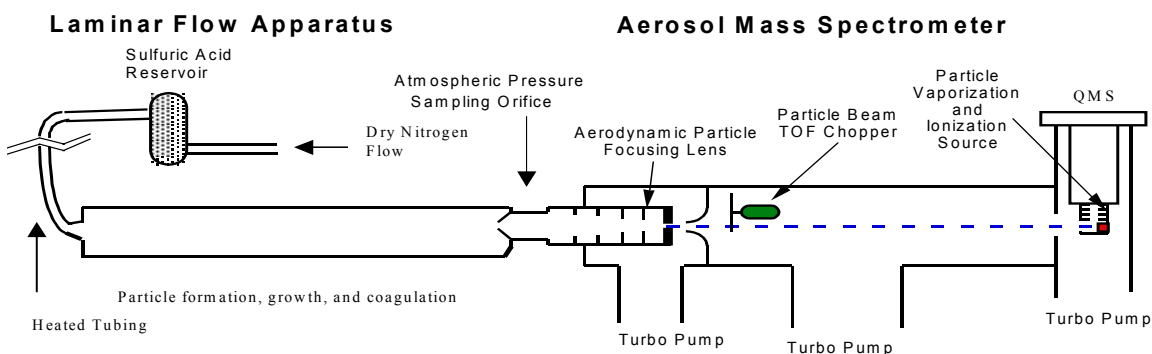 Laminar Flow Apparatus
Aerosol Mass Spectrometer
Sulfuric Acid
Reservoir
Atmospheric Pressure
Sampling Orifice
Dry Nitrogen
Flow
Aerodynamic Particle
Focusing Lens
Particle Beam
TOF Chopper
Particle
Vaporization
and
Ionization
Source
QMS
Particle formation, growth, and coagulation
Heated Tubing
Turbo Pump
Turbo Pump
Turbo Pump